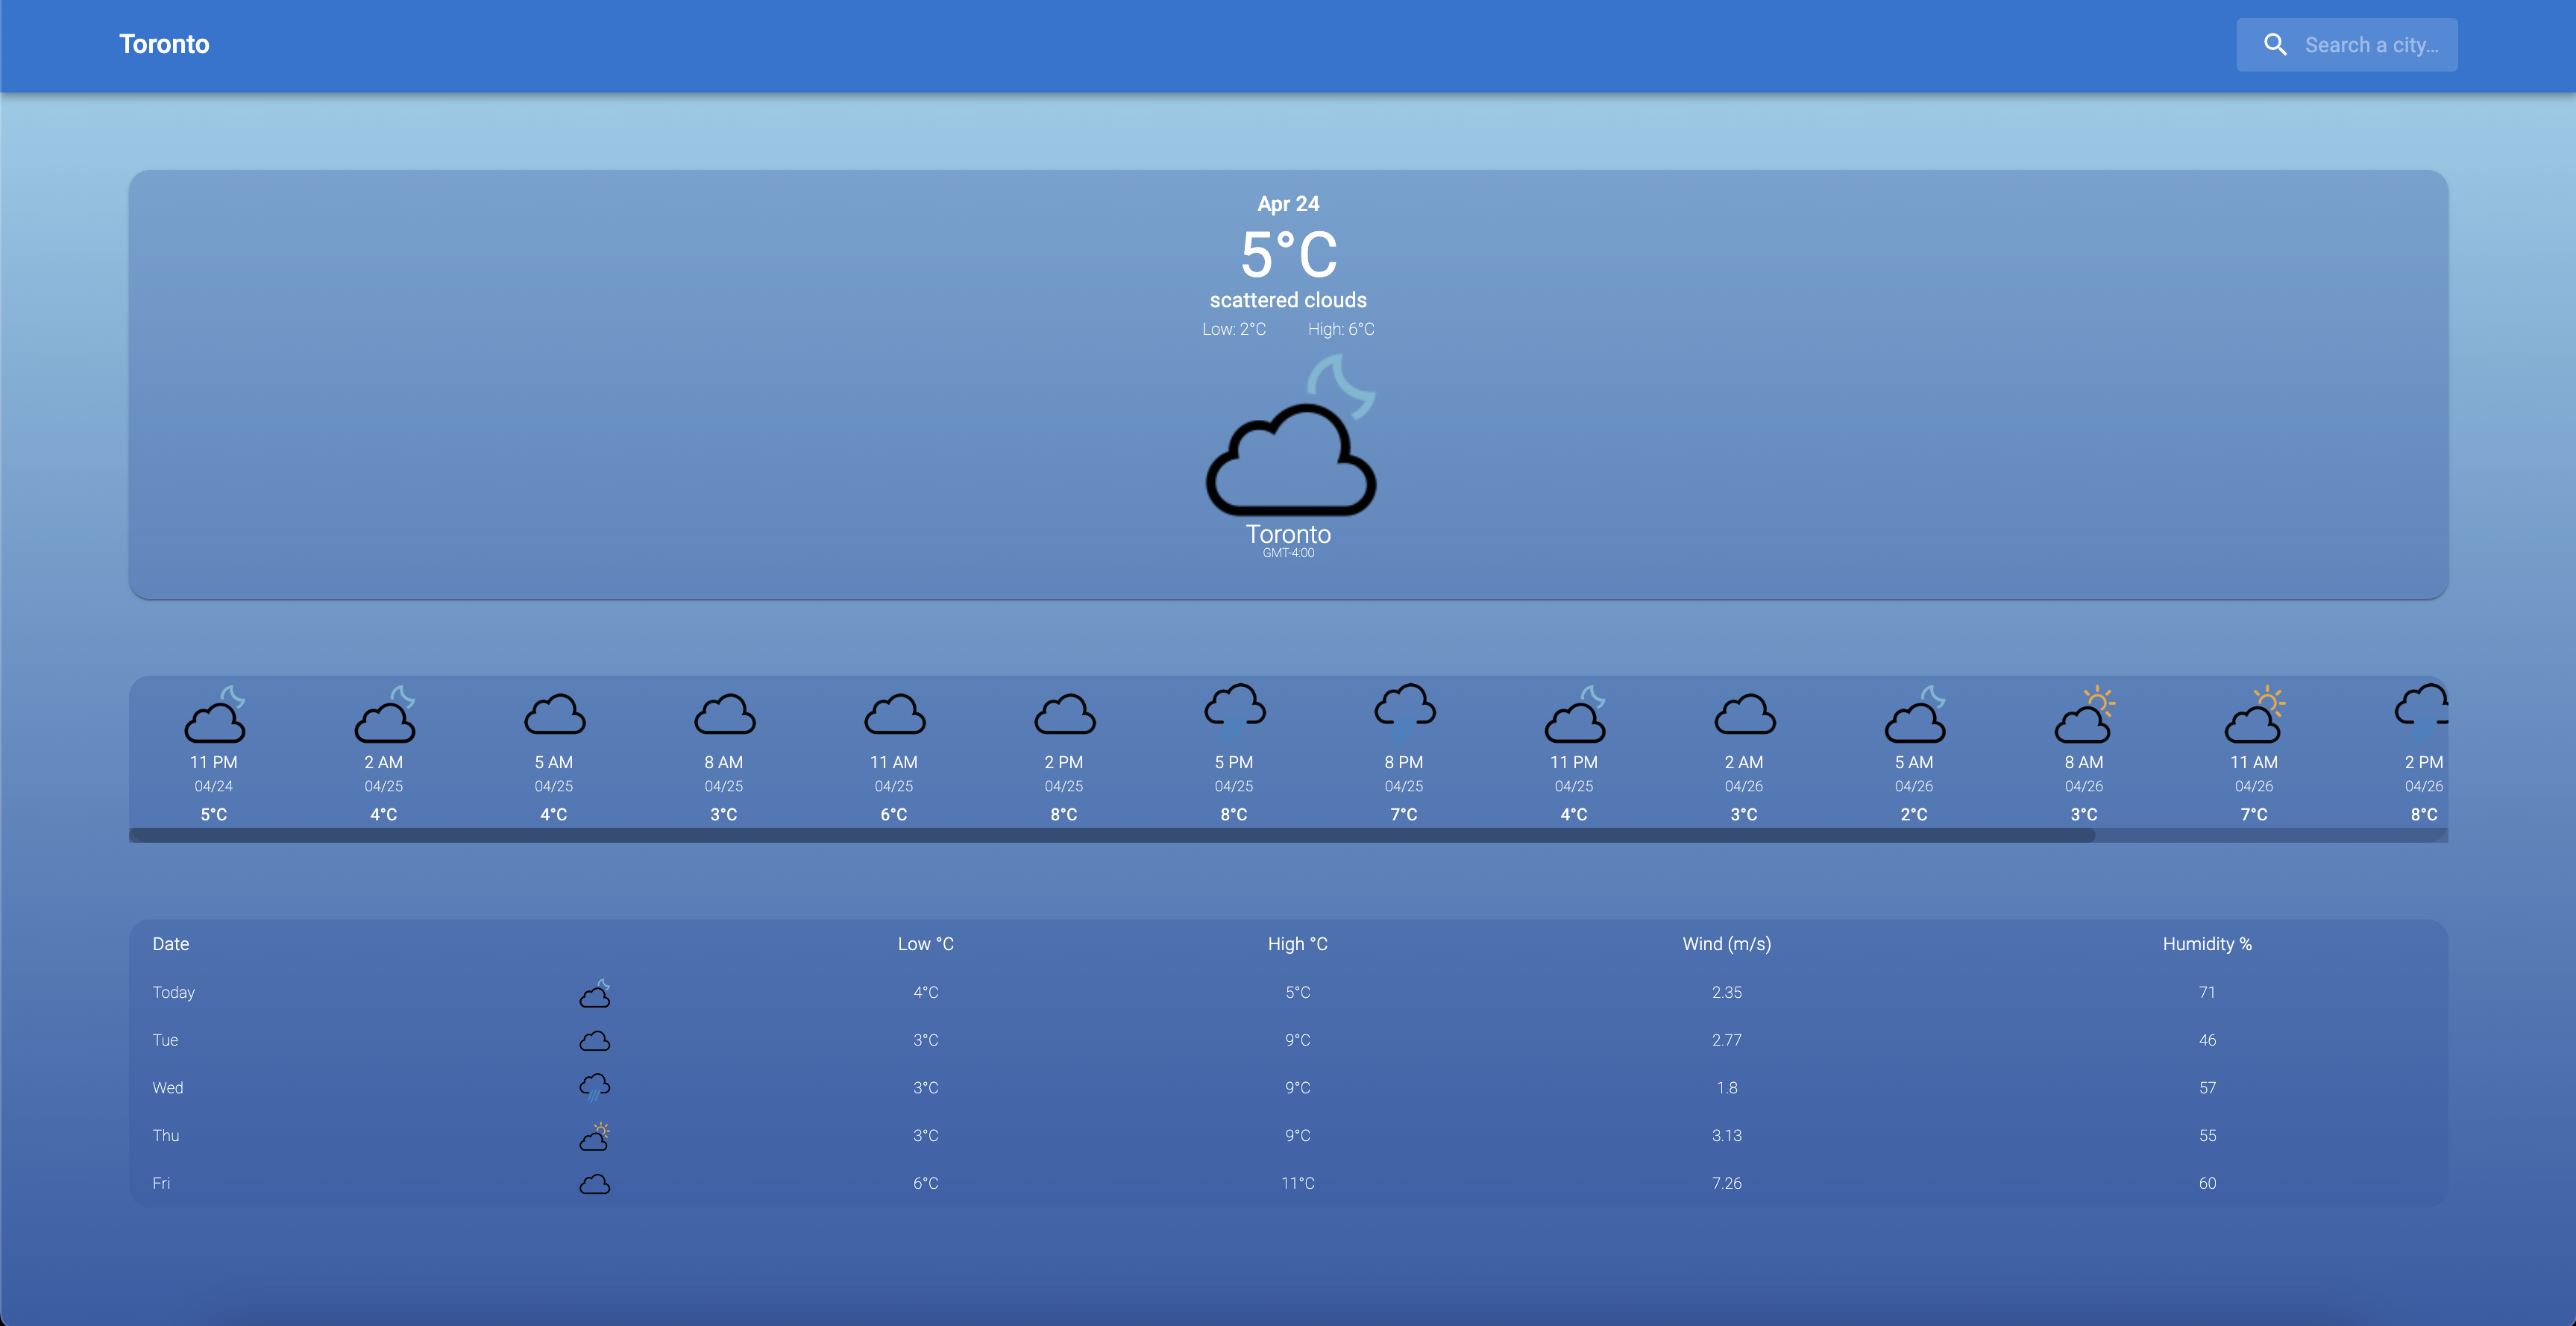 Toronto
Search a city...
Apr 24
5°C
scattered clouds
Low: 2°C High: 6°C
Toronto
GMT-4:00
11 PM 2 AM 5 AM 8 AM 11 AM 2 PM 5 PM 8 PM 11 PM 2 AM 5 AM 8 AM 11 AM 2 PM
04/24 04/25 04/25 04/25 04/25 04/25 04/25 04/25 04/25 04/26 04/26 04/26 04/26 04/26
5°C 4°C 4°C 3°C 6°C 8°C 8°C 7°C 4°C 3°C 2°C 3°C 7°C 8°C
Date Low °C High °C Wind (m/s) Humidity %
Today 4°C 5°C 2.35 71
Tue 3°C 9°C 2.77 46
Wed 3°C 9°C 1.8 57
Thu 3°C 9°C 3.13 55
Fri 6°C 11°C 7.26 60